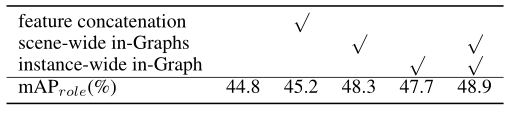 feature concatenation √
scene-wide in-Graphs √ √
instance-wide in-Graph √ √
mAP_role(%) 44.8 45.2 48.3 47.7 48.9